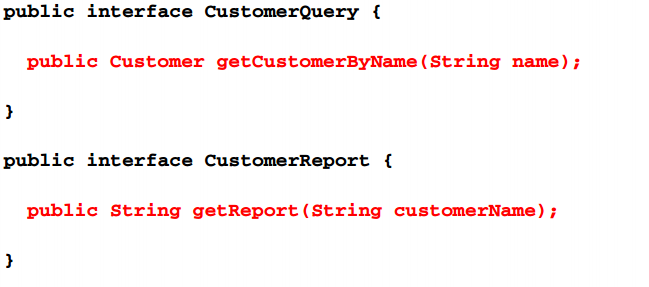 public interface CustomerQuery {
public Customer getCustomerByName(String name);
}
public interface CustomerReport {
public String getReport(String customerName);
}